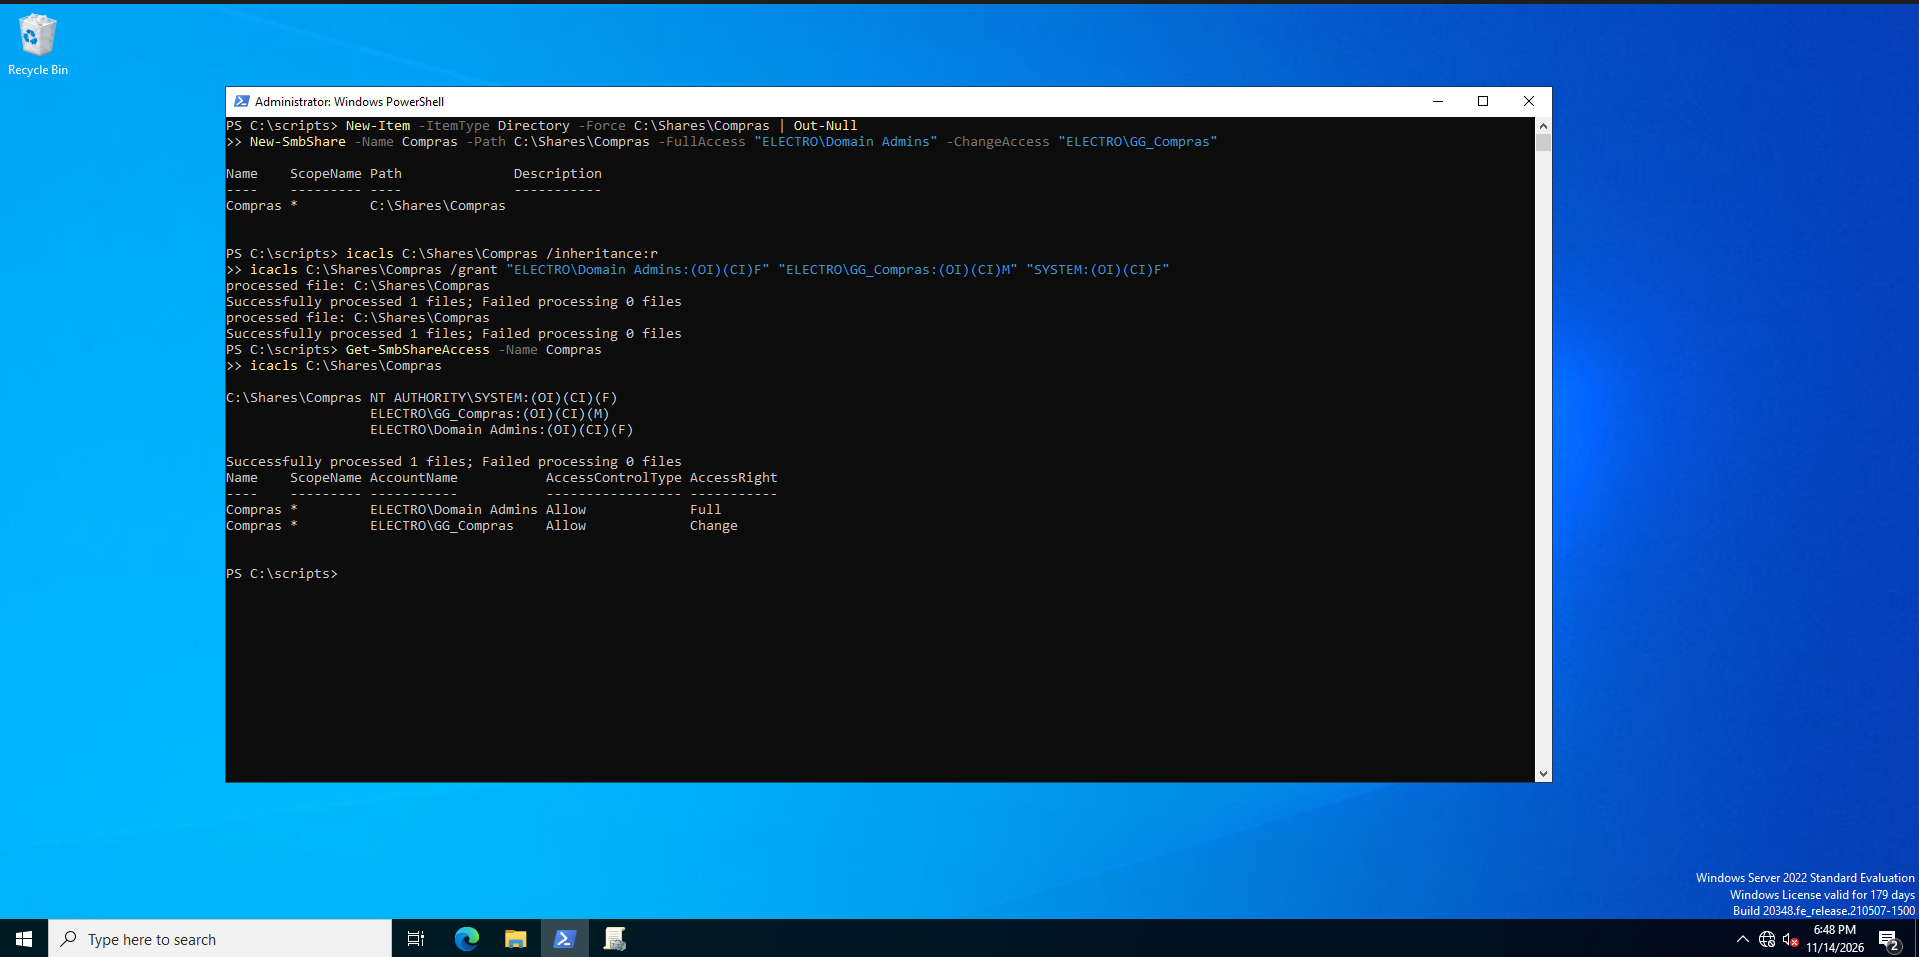 Recycle Bin
Administrator: Windows PowerShell
PS C:\scripts> New-Item -ItemType Directory -Force C:\Shares\Compras | Out-Null
>> New-SmbShare -Name Compras -Path C:\Shares\Compras -FullAccess "ELECTRO\Domain Admins" -ChangeAccess "ELECTRO\GG_Compras"
Name    ScopeName Path              Description
----    --------- ----              -----------
Compras *         C:\Shares\Compras
PS C:\scripts> icacls C:\Shares\Compras /inheritance:r
>> icacls C:\Shares\Compras /grant "ELECTRO\Domain Admins:(OI)(CI)F" "ELECTRO\GG_Compras:(OI)(CI)M" "SYSTEM:(OI)(CI)F"
processed file: C:\Shares\Compras
Successfully processed 1 files; Failed processing 0 files
processed file: C:\Shares\Compras
Successfully processed 1 files; Failed processing 0 files
PS C:\scripts> Get-SmbShareAccess -Name Compras
>> icacls C:\Shares\Compras
C:\Shares\Compras NT AUTHORITY\SYSTEM:(OI)(CI)(F)
                  ELECTRO\GG_Compras:(OI)(CI)(M)
                  ELECTRO\Domain Admins:(OI)(CI)(F)
Successfully processed 1 files; Failed processing 0 files
Name    ScopeName AccountName           AccessControlType AccessRight
----    --------- -----------           ----------------- -----------
Compras *         ELECTRO\Domain Admins Allow             Full
Compras *         ELECTRO\GG_Compras    Allow             Change
PS C:\scripts>
Windows Server 2022 Standard Evaluation
Windows License valid for 179 days
Build 20348.fe_release.210507-1500
Type here to search
6:48 PM
11/14/2026
2